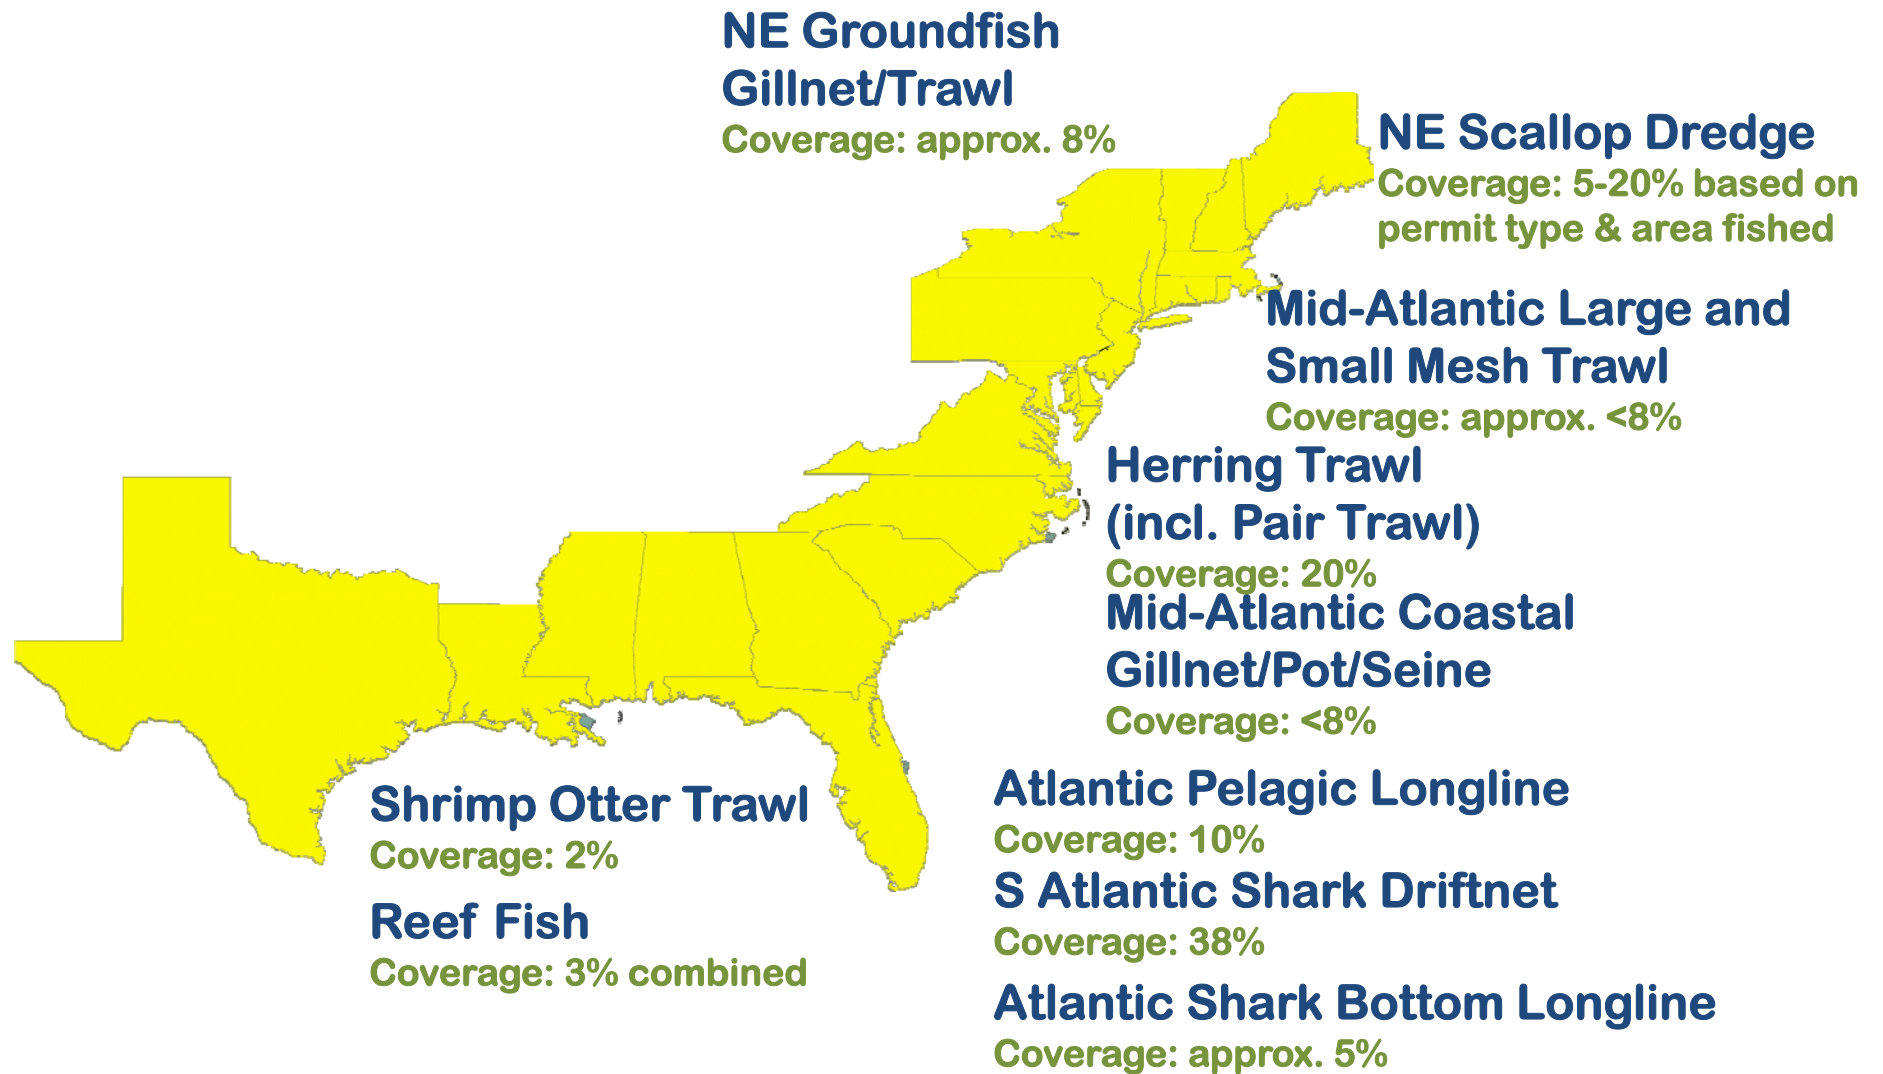 NE Groundfish
Gillnet/Trawl
Coverage: approx. 8%
NE Scallop Dredge
Coverage: 5-20% based on
permit type & area fished
Mid-Atlantic Large and
Small Mesh Trawl
Coverage: approx. <8%
Herring Trawl
(incl. Pair Trawl)
Coverage: 20%
Mid-Atlantic Coastal
Gillnet/Pot/Seine
Coverage: <8%
Shrimp Otter Trawl
Coverage: 2%
Reef Fish
Coverage: 3% combined
Atlantic Pelagic Longline
Coverage: 10%
S Atlantic Shark Driftnet
Coverage: 38%
Atlantic Shark Bottom Longline
Coverage: approx. 5%